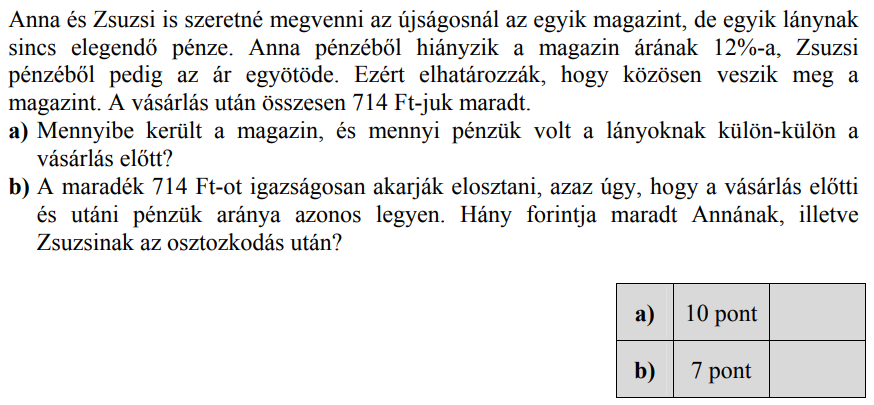 Anna és Zsuzsi is szeretné megvenni az újságosnál az egyik magazint, de egyik lánynak
sincs elegendő pénze. Anna pénzéből hiányzik a magazin árának 12%-a, Zsuzsi
pénzéből pedig az ár egyötöde. Ezért elhatározzák, hogy közösen veszik meg a
magazint. A vásárlás után összesen 714 Ft-juk maradt.
a) Mennyibe került a magazin, és mennyi pénzük volt a lányoknak külön-külön a
vásárlás előtt?
b) A maradék 714 Ft-ot igazságosan akarják elosztani, azaz úgy, hogy a vásárlás előtti
és utáni pénzük aránya azonos legyen. Hány forintja maradt Annának, illetve
Zsuzsinak az osztozkodás után?
a) 10 pont
b) 7 pont